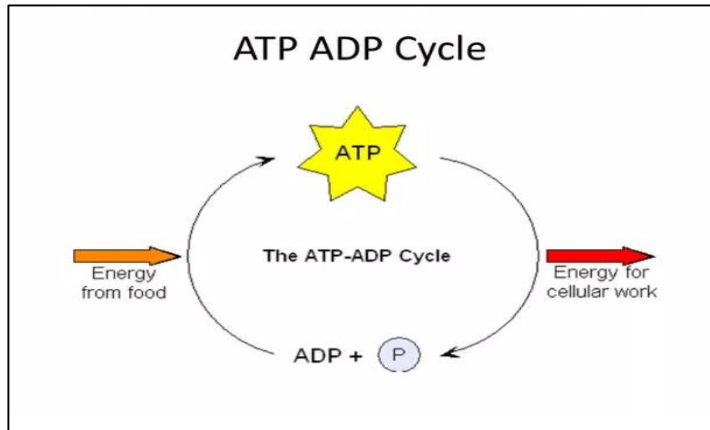 ATP ADP Cycle
ATP
The ATP-ADP Cycle
Energy
from food
Energy for
cellular work
ADP + P